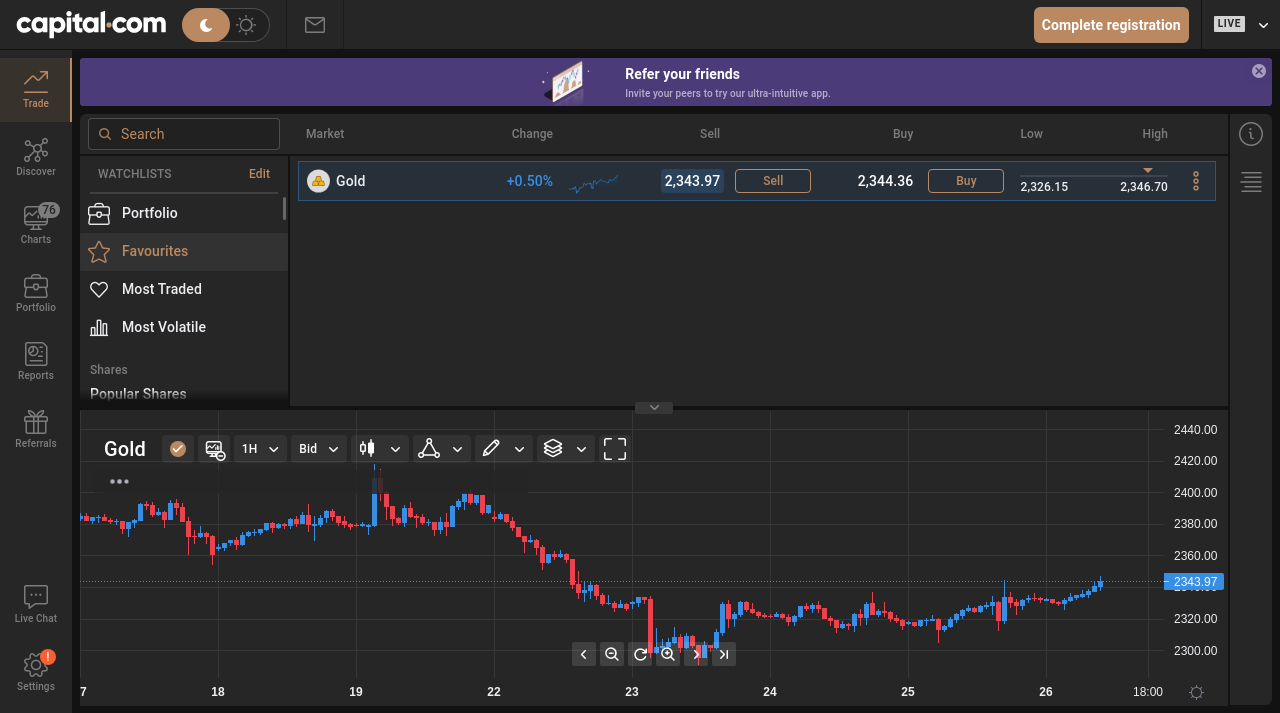 capital.com
Complete registration
LIVE
Refer your friends
Invite your peers to try our ultra-intuitive app.
Trade
Discover
76
Charts
Portfolio
Reports
Referrals
Live Chat
!
Settings
Search
WATCHLISTS Edit
Portfolio
Favourites
Most Traded
Most Volatile
Shares
Popular Shares
Market Change Sell Buy Low High
Gold +0.50% 2,343.97 Sell 2,344.36 Buy 2,326.15 2,346.70
Gold 1H Bid
2440.00
2420.00
2400.00
2380.00
2360.00
2343.97
2320.00
2300.00
7 18 19 22 23 24 25 26 18:00